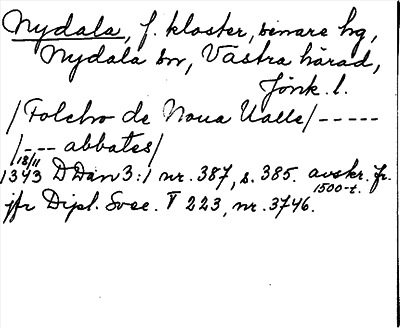 Nydala, f. kloster, senare hg,
Nydala sn, Västra härad,
Jönk. l.
/Folcho de Noua Ualle/-----
/--- abbates/
18/11
1343 DDan 3:1 nr. 387, s. 385. avskr. fr.
1500-t.
jfr Dipl. Svec. V 223, nr. 3746.